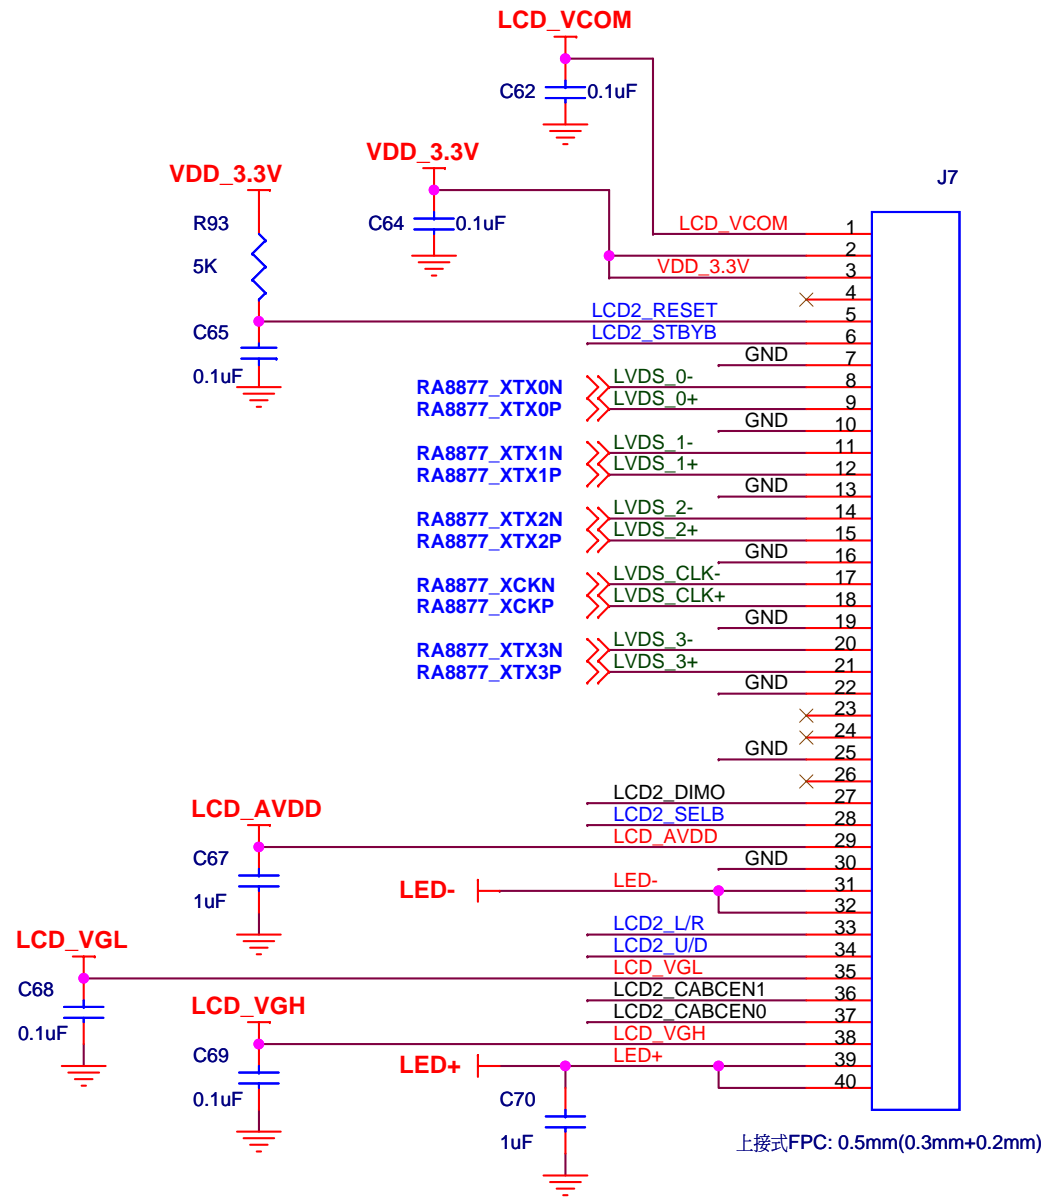 LCD_VCOM
C62
0.1uF
VDD_3.3V
C64
0.1uF
VDD_3.3V
R93
5K
C65
0.1uF
J7
LCD_VCOM 1
2
VDD_3.3V 3
4
LCD2_RESET 5
LCD2_STBYB 6
GND 7
RA8877_XTX0N LVDS_0- 8
RA8877_XTX0P LVDS_0+ 9
GND 10
RA8877_XTX1N LVDS_1- 11
RA8877_XTX1P LVDS_1+ 12
GND 13
RA8877_XTX2N LVDS_2- 14
RA8877_XTX2P LVDS_2+ 15
GND 16
RA8877_XCKN LVDS_CLK- 17
RA8877_XCKP LVDS_CLK+ 18
GND 19
RA8877_XTX3N LVDS_3- 20
RA8877_XTX3P LVDS_3+ 21
GND 22
23
24
GND 25
26
LCD2_DIMO 27
LCD2_SELB 28
LCD_AVDD 29
GND 30
LED- LED- 31
32
LCD2_L/R 33
LCD2_U/D 34
LCD_VGL 35
LCD2_CABCEN1 36
LCD2_CABCEN0 37
LCD_VGH 38
LED+ LED+ 39
40
LCD_AVDD
C67
1uF
LCD_VGL
C68
0.1uF
LCD_VGH
C69
0.1uF
C70
1uF
上接式FPC: 0.5mm(0.3mm+0.2mm)